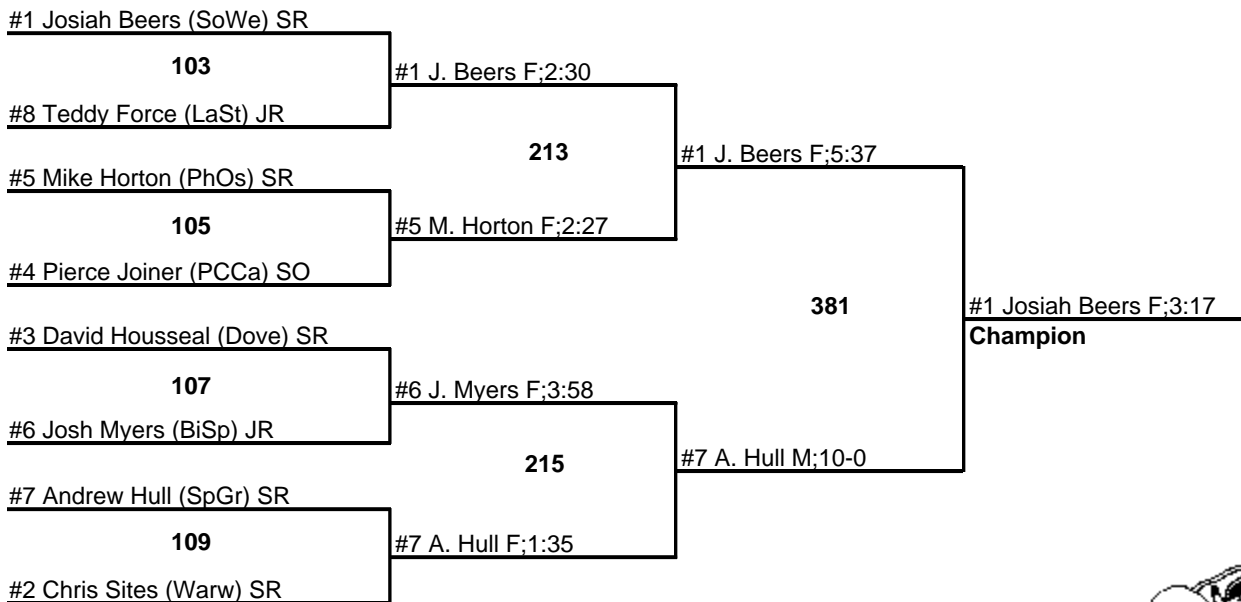 #1 Josiah Beers (SoWe) SR
103
#1 J. Beers F;2:30
#8 Teddy Force (LaSt) JR
213
#1 J. Beers F;5:37
#5 Mike Horton (PhOs) SR
105
#5 M. Horton F;2:27
#4 Pierce Joiner (PCCa) SO
381
#1 Josiah Beers F;3:17
Champion
#3 David Housseal (Dove) SR
107
#6 J. Myers F;3:58
#6 Josh Myers (BiSp) JR
215
#7 A. Hull M;10-0
#7 Andrew Hull (SpGr) SR
109
#7 A. Hull F;1:35
#2 Chris Sites (Warw) SR